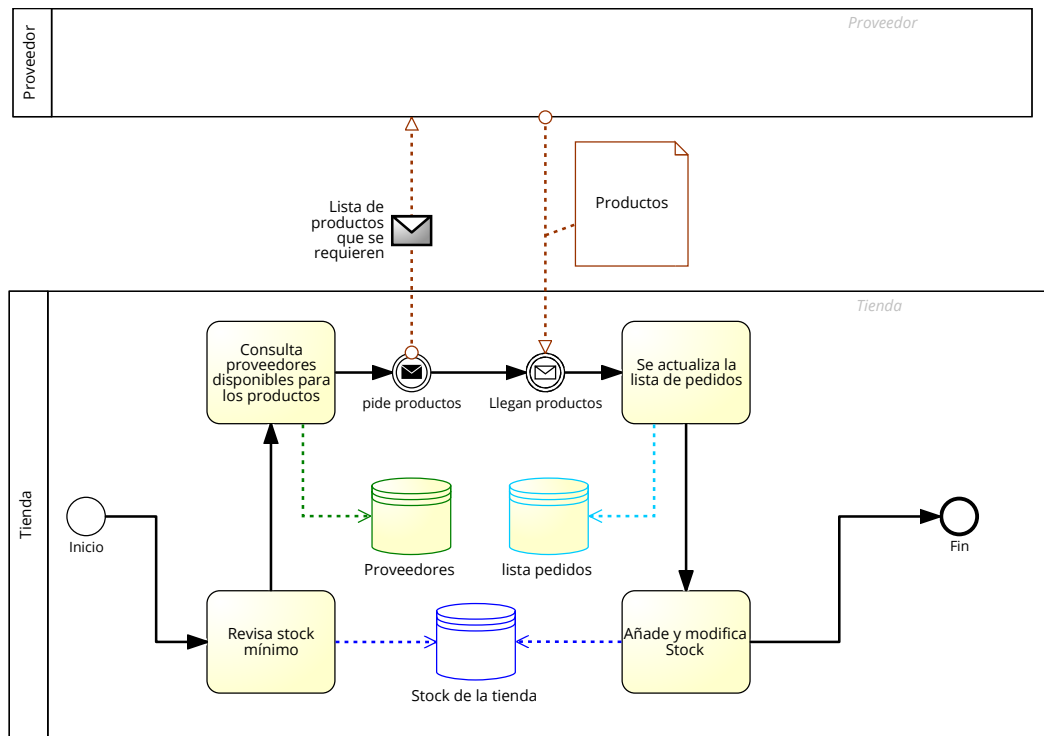 Proveedor
Proveedor
Lista de
productos
que se
requieren
Productos
Tienda
Tienda
Consulta
proveedores
disponibles para
los productos
pide productos
Llegan productos
Se actualiza la
lista de pedidos
Inicio
Proveedores
lista pedidos
Fin
Revisa stock
mínimo
Stock de la tienda
Añade y modifica
Stock